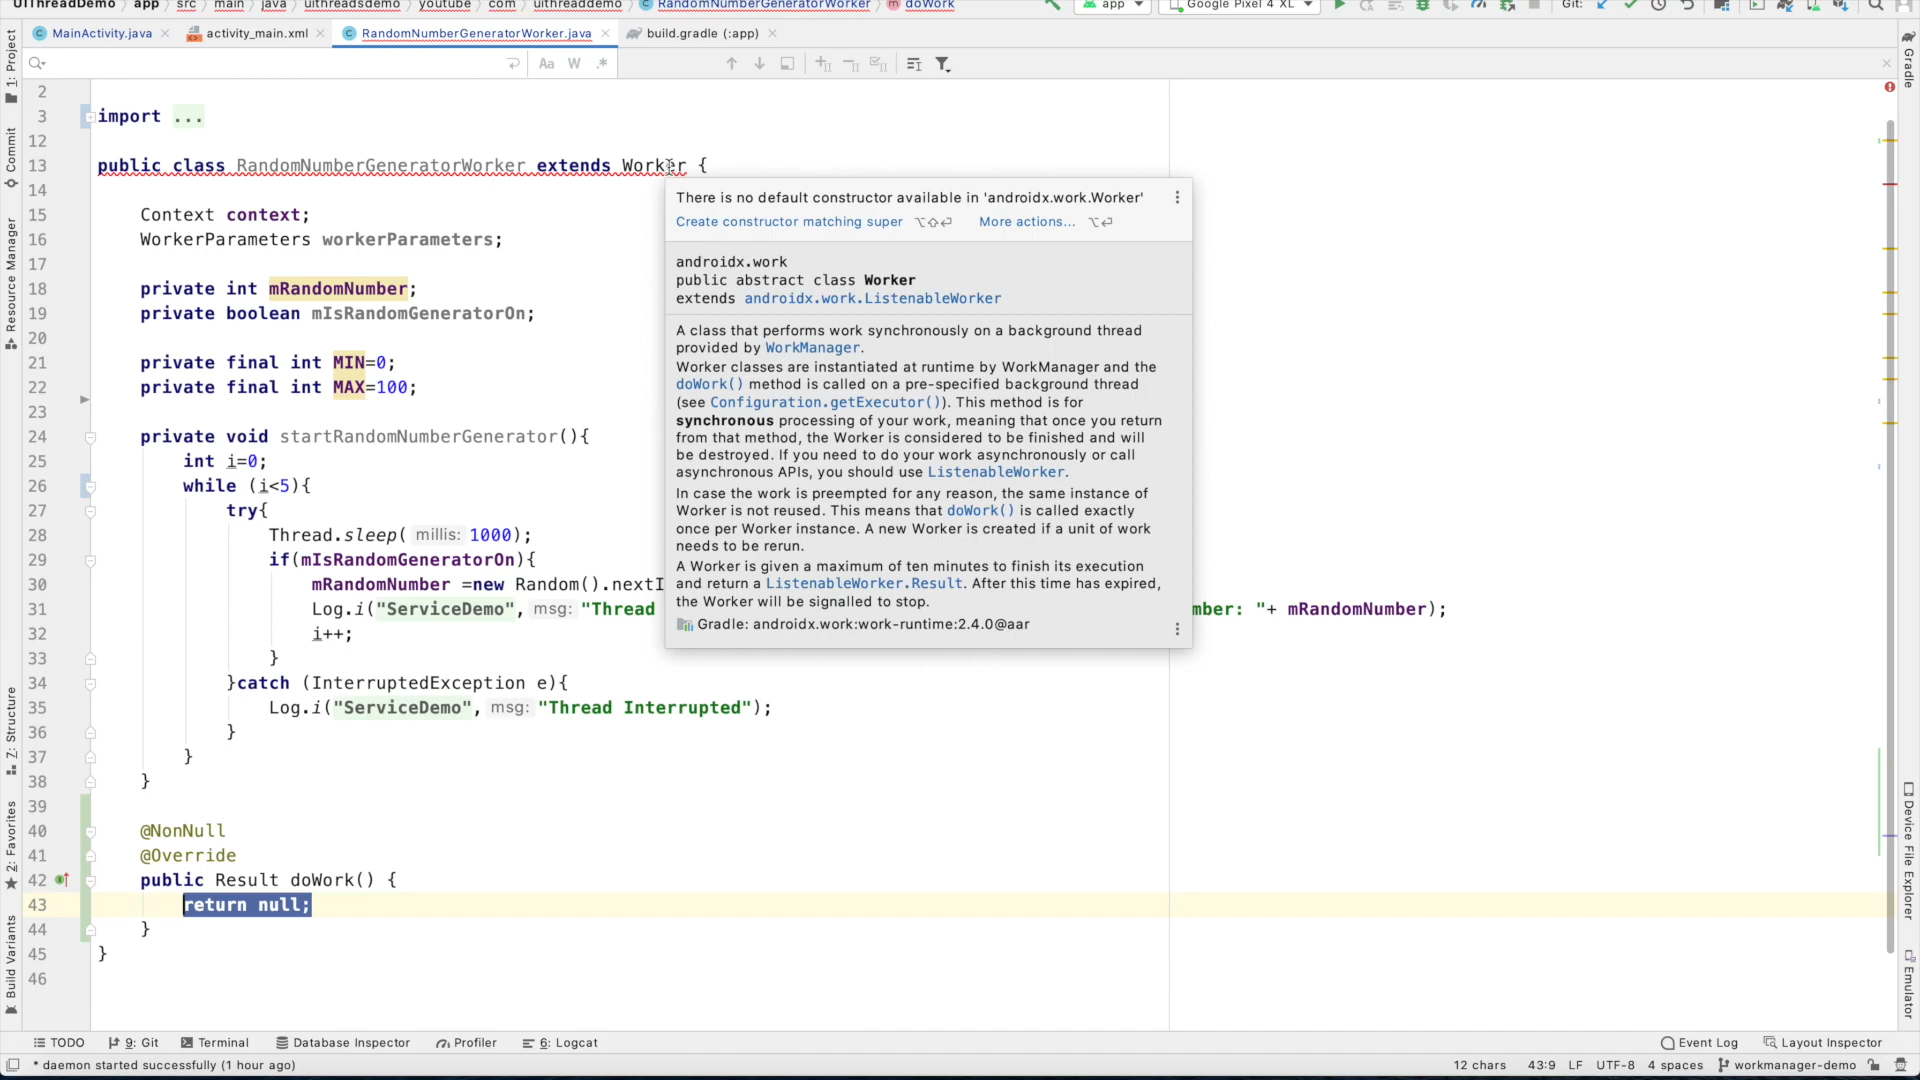 UIThreadDemo › app › src › main › java › uithreadsdemo › youtube › com › uithreaddemo › RandomNumberGeneratorWorker › doWork
app
Google Pixel 4 XL
Git:
MainActivity.java
activity_main.xml
RandomNumberGeneratorWorker.java
build.gradle (:app)
Aa W .*
2
3 import ...
12
13 public class RandomNumberGeneratorWorker extends Worker {
14
15 Context context;
16 WorkerParameters workerParameters;
17
18 private int mRandomNumber;
19 private boolean mIsRandomGeneratorOn;
20
21 private final int MIN=0;
22 private final int MAX=100;
23
24 private void startRandomNumberGenerator(){
25 int i=0;
26 while (i<5){
27 try{
28 Thread.sleep( millis: 1000);
29 if(mIsRandomGeneratorOn){
30 mRandomNumber =new Random().nextI
31 Log.i("ServiceDemo", msg: "Thread mber: "+ mRandomNumber);
32 i++;
33 }
34 }catch (InterruptedException e){
35 Log.i("ServiceDemo", msg: "Thread Interrupted");
36 }
37 }
38 }
39
40 @NonNull
41 @Override
42 public Result doWork() {
43 return null;
44 }
45 }
46
There is no default constructor available in 'androidx.work.Worker'
Create constructor matching super ⌥⇧⏎ More actions... ⌥⏎
androidx.work
public abstract class Worker
extends androidx.work.ListenableWorker
A class that performs work synchronously on a background thread
provided by WorkManager.
Worker classes are instantiated at runtime by WorkManager and the
doWork() method is called on a pre-specified background thread
(see Configuration.getExecutor()). This method is for
synchronous processing of your work, meaning that once you return
from that method, the Worker is considered to be finished and will
be destroyed. If you need to do your work asynchronously or call
asynchronous APIs, you should use ListenableWorker.
In case the work is preempted for any reason, the same instance of
Worker is not reused. This means that doWork() is called exactly
once per Worker instance. A new Worker is created if a unit of work
needs to be rerun.
A Worker is given a maximum of ten minutes to finish its execution
and return a ListenableWorker.Result. After this time has expired,
the Worker will be signalled to stop.
Gradle: androidx.work:work-runtime:2.4.0@aar
1: Project
Commit
Resource Manager
Z: Structure
2: Favorites
Build Variants
Gradle
Device File Explorer
Emulator
TODO 9: Git Terminal Database Inspector Profiler 6: Logcat Event Log Layout Inspector
* daemon started successfully (1 hour ago) 12 chars 43:9 LF UTF-8 4 spaces workmanager-demo